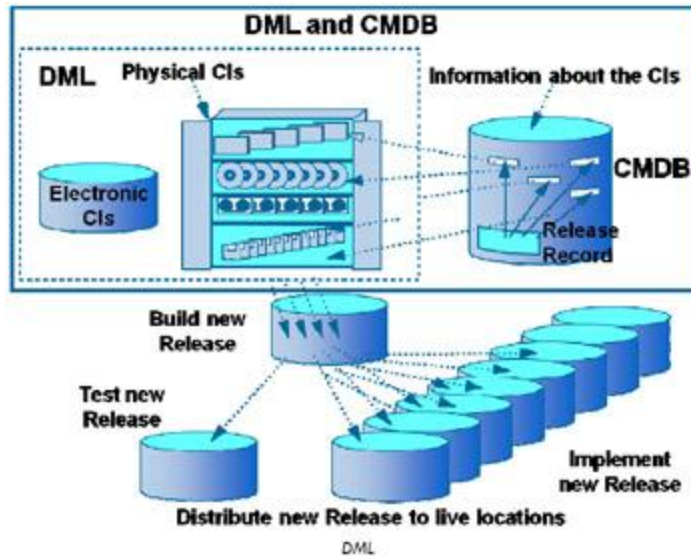 DML and CMDB
DML
Physical CIs
Information about the CIs
Electronic
CIs
CMDB
Release
Record
Build new
Release
Test new
Release
Implement
new Release
Distribute new Release to live locations
DML